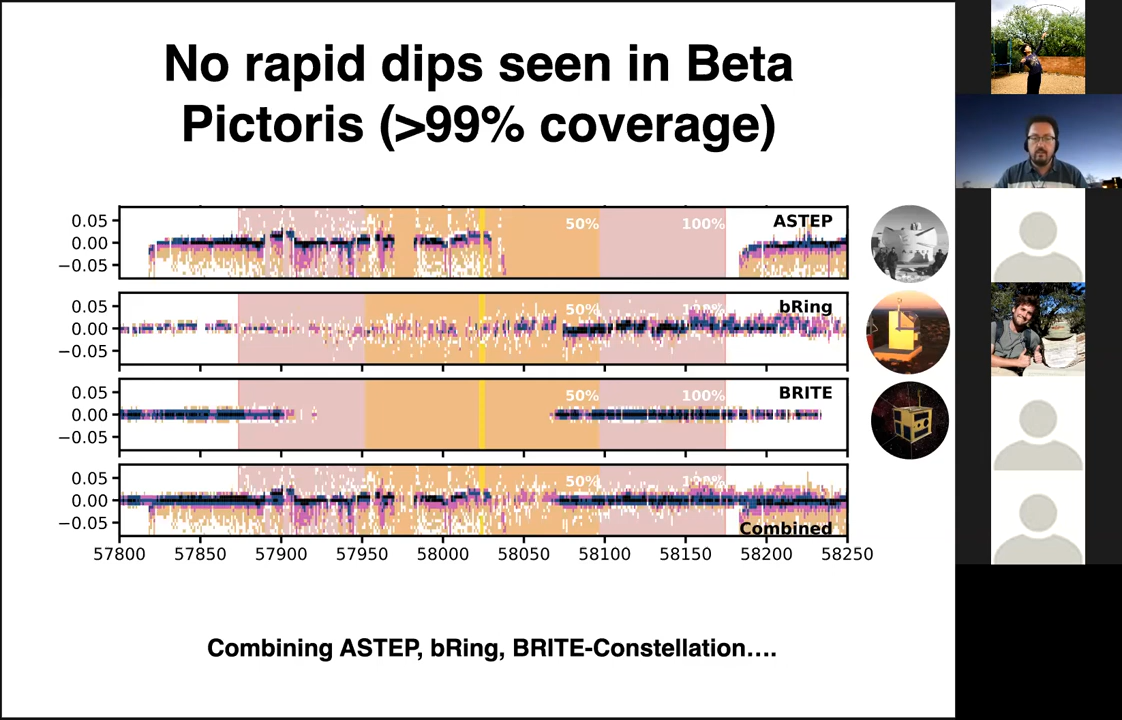 No rapid dips seen in Beta
Pictoris (>99% coverage)
0.05
0.00
−0.05
50%
100%
ASTEP
0.05
0.00
−0.05
50%
100%
bRing
0.05
0.00
−0.05
50%
100%
BRITE
0.05
0.00
−0.05
50%
100%
Combined
57800 57850 57900 57950 58000 58050 58100 58150 58200 58250
Combining ASTEP, bRing, BRITE-Constellation....